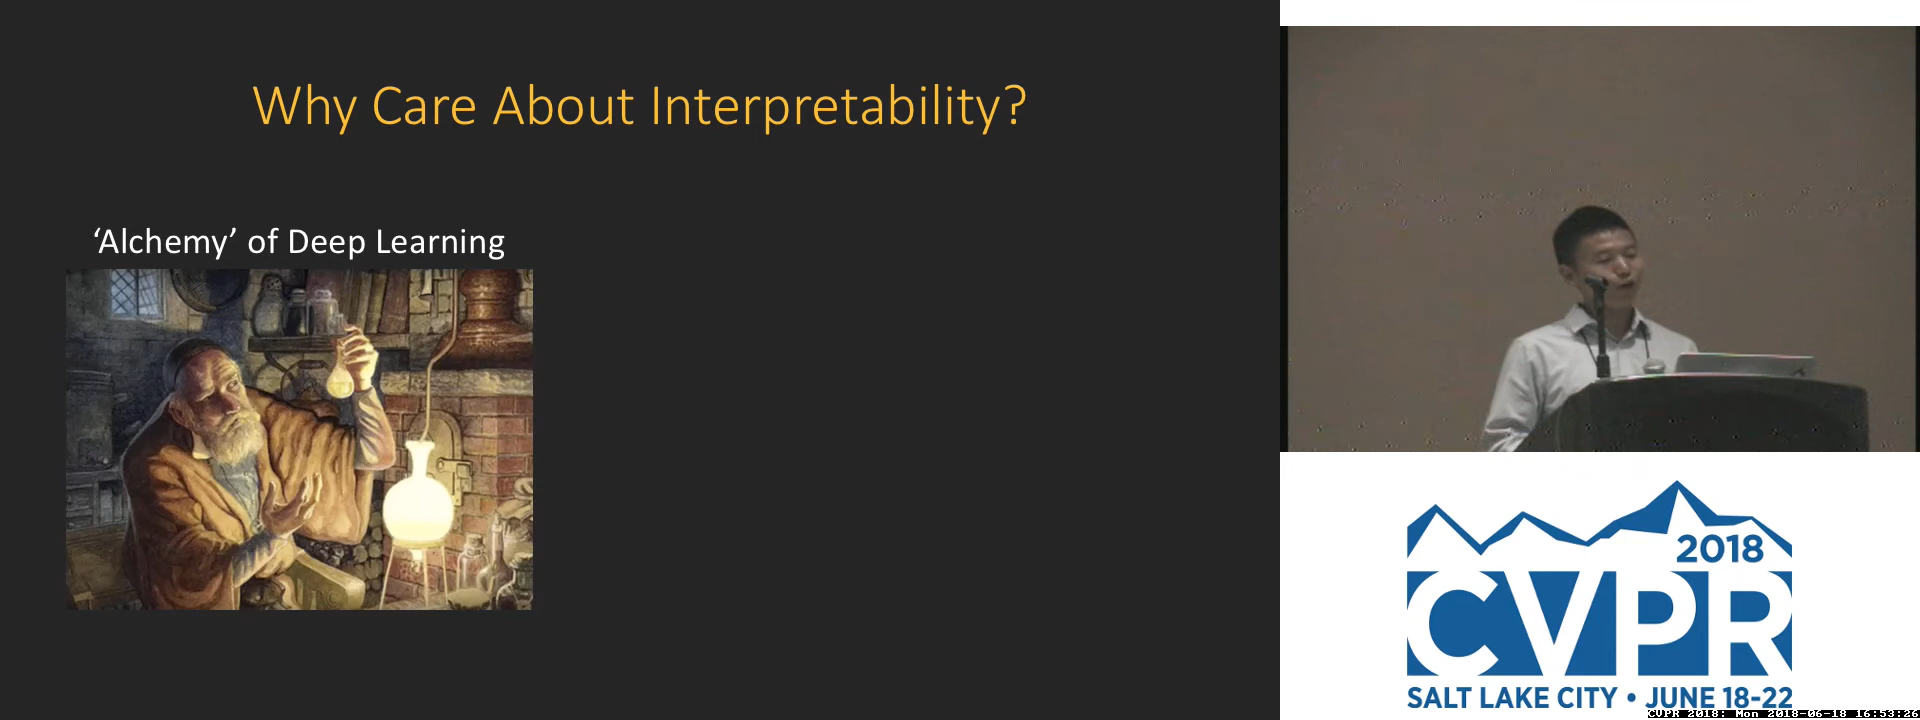 Why Care About Interpretability?
‘Alchemy’ of Deep Learning
2018
CVPR
SALT LAKE CITY • JUNE 18-22
CVPR 2018: Mon 2018-06-18 16:53:26